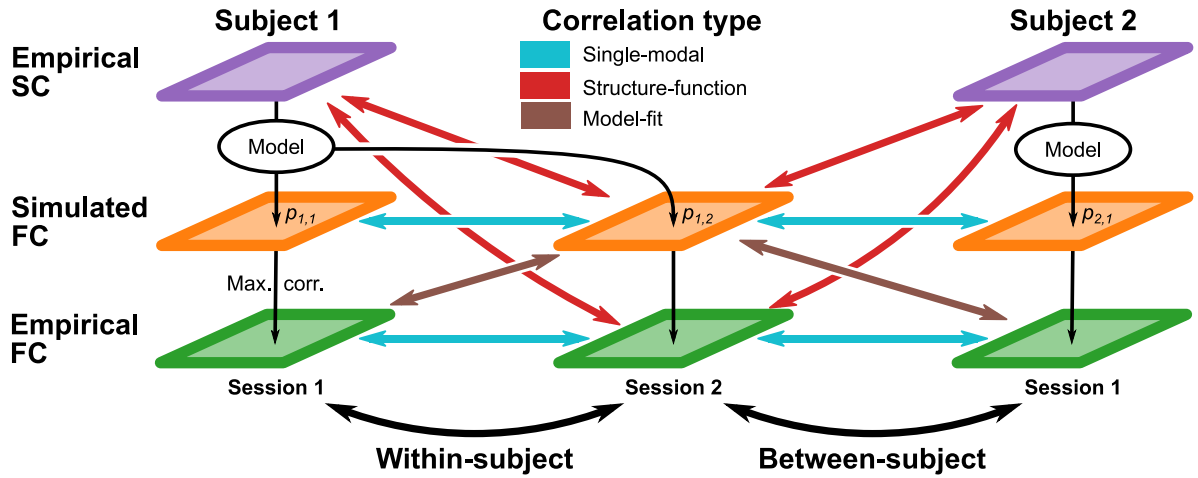 Subject 1
Correlation type
Subject 2
Empirical
SC
Single-modal
Structure-function
Model-fit
Model
Model
Simulated
FC
p1,1
p1,2
p2,1
Max. corr.
Empirical
FC
Session 1
Session 2
Session 1
Within-subject
Between-subject